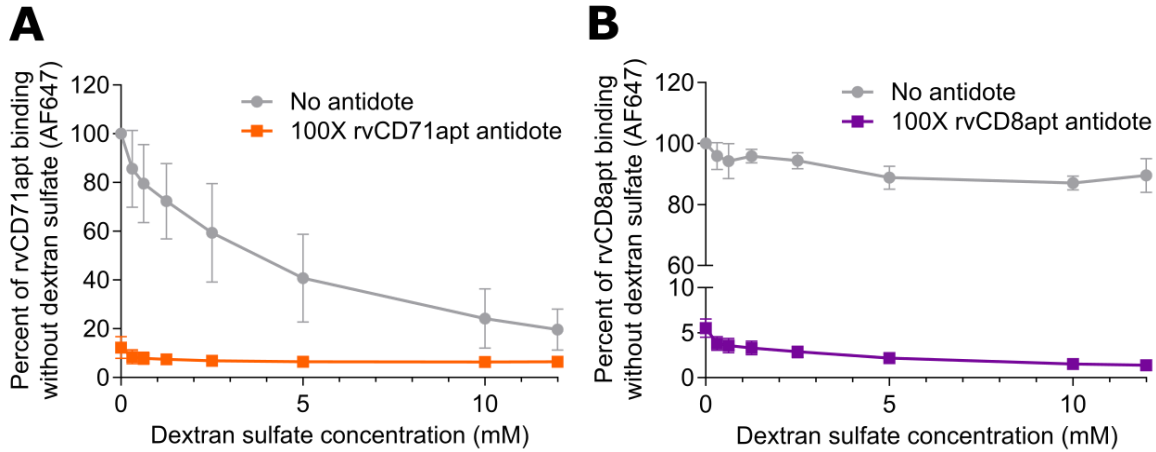 A
Percent of rvCD71apt binding
without dextran sulfate (AF647)
120
100
80
60
40
20
0
No antidote
100X rvCD71apt antidote
0 5 10
Dextran sulfate concentration (mM)
B
Percent of rvCD8apt binding
without dextran sulfate (AF647)
120
100
80
60
10
5
0
No antidote
100X rvCD8apt antidote
0 5 10
Dextran sulfate concentration (mM)